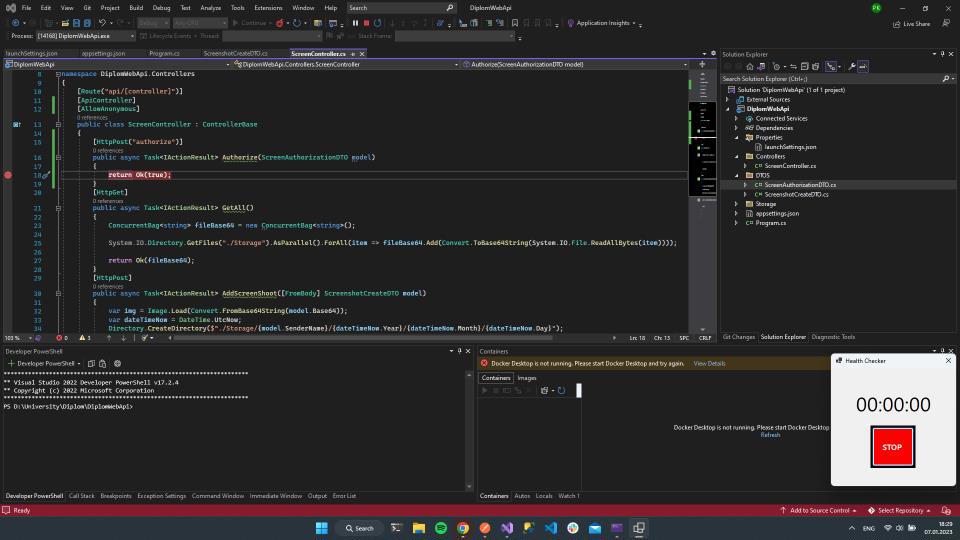 File Edit View Git Project Build Debug Test Analyze Tools Extensions Window Help Search DiplomWebApi PK
Debug Any CPU Continue Application Insights Live Share
Process: [14168] DiplomWebApi.exe Lifecycle Events Thread: Stack Frame:
launchSettings.json appsettings.json Program.cs ScreenshotCreateDTO.cs ScreenController.cs
DiplomWebApi DiplomWebApi.Controllers.ScreenController Authorize(ScreenAuthorizationDTO model)
8 namespace DiplomWebApi.Controllers
9 {
10 [Route("api/[controller]")]
11 [ApiController]
12 [AllowAnonymous]
13 public class ScreenController : ControllerBase
14 {
15 [HttpPost("authorize")]
0 references
16 public async Task<IActionResult> Authorize(ScreenAuthorizationDTO model)
17 {
18 return Ok(true);
19 }
20 [HttpGet]
0 references
21 public async Task<IActionResult> GetAll()
22 {
23 ConcurrentBag<string> fileBase64 = new ConcurrentBag<string>();
24
25 System.IO.Directory.GetFiles("./Storage").AsParallel().ForAll(item => fileBase64.Add(Convert.ToBase64String(System.IO.File.ReadAllBytes(item))));
26
27 return Ok(fileBase64);
28 }
29 [HttpPost]
0 references
30 public async Task<IActionResult> AddScreenShoot([FromBody] ScreenshotCreateDTO model)
31 {
32 var img = Image.Load(Convert.FromBase64String(model.Base64));
33 var dateTimeNow = DateTime.UtcNow;
34 Directory.CreateDirectory($"./Storage/{model.SenderName}/{dateTimeNow.Year}/{dateTimeNow.Month}/{dateTimeNow.Day}");
103 % 0 3 Ln: 18 Ch: 13 SPC CRLF
Solution Explorer
Search Solution Explorer (Ctrl+;)
Solution 'DiplomWebApi' (1 of 1 project)
External Sources
DiplomWebApi
Connected Services
Dependencies
Properties
launchSettings.json
Controllers
C# ScreenController.cs
DTOS
C# ScreenAuthorizationDTO.cs
C# ScreenshotCreateDTO.cs
Storage
appsettings.json
C# Program.cs
Git Changes Solution Explorer Diagnostic Tools
Developer PowerShell
+ Developer PowerShell
**********************************************************************
** Visual Studio 2022 Developer PowerShell v17.2.4
** Copyright (c) 2022 Microsoft Corporation
**********************************************************************
PS D:\University\Diplom\DiplomWebApi>
Developer PowerShell Call Stack Breakpoints Exception Settings Command Window Immediate Window Output Error List
Containers
Docker Desktop is not running. Please start Docker Desktop and try again. View Details
Containers Images
Docker Desktop is not running. Please start Docker Desktop
Refresh
Containers Autos Locals Watch 1
Health Checker
00:00:00
STOP
Ready Add to Source Control Select Repository
Search ENG 18:29
07.01.2023